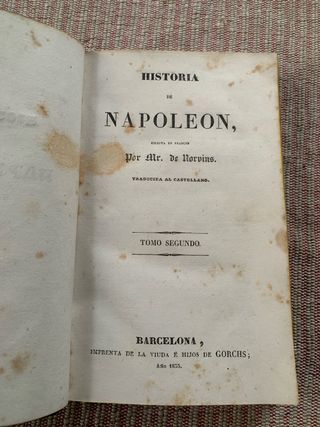 HISTORIA
DE
NAPOLEON,
ESCRITA EN FRANCES
Por Mr. de Norvins.
TRADUCIDA AL CASTELLANO.
TOMO SEGUNDO.
BARCELONA,
IMPRENTA DE LA VIUDA É HIJOS DE GORCHS;
Año 1835.